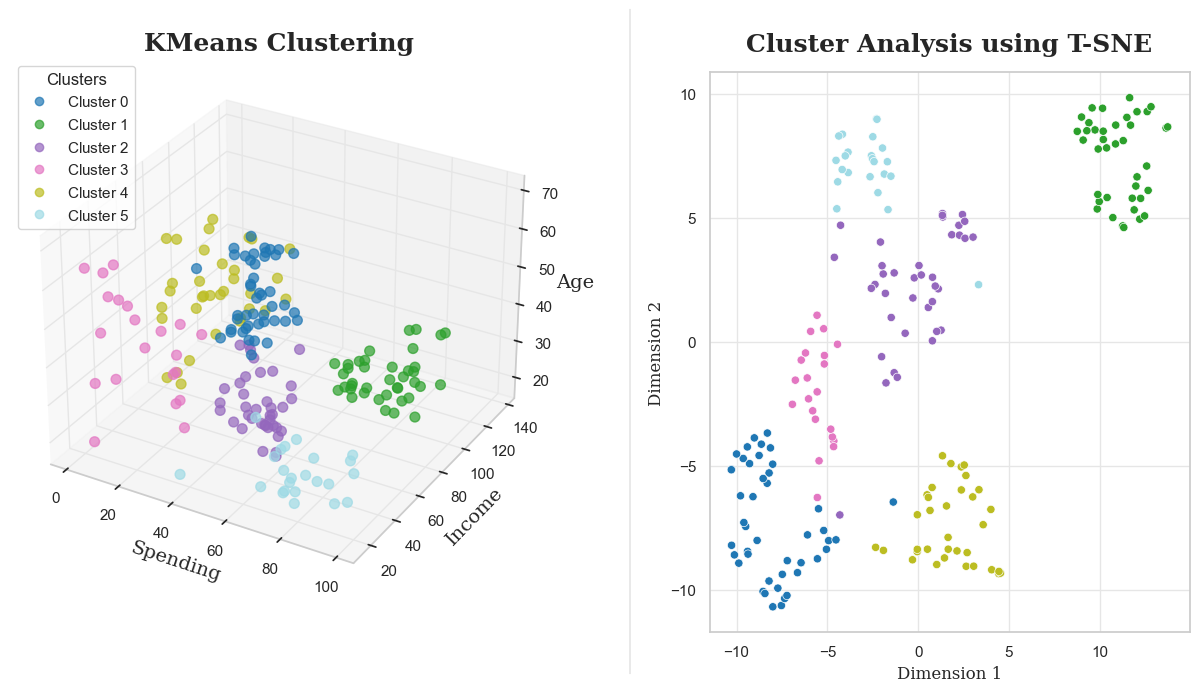 KMeans Clustering
Clusters
Cluster 0
Cluster 1
Cluster 2
Cluster 3
Cluster 4
Cluster 5
70
60
50
40
30
20
Age
140
120
100
80
60
40
20
Income
0
20
40
60
80
100
Spending
Cluster Analysis using T-SNE
10
5
0
−5
−10
Dimension 2
−10
−5
0
5
10
Dimension 1